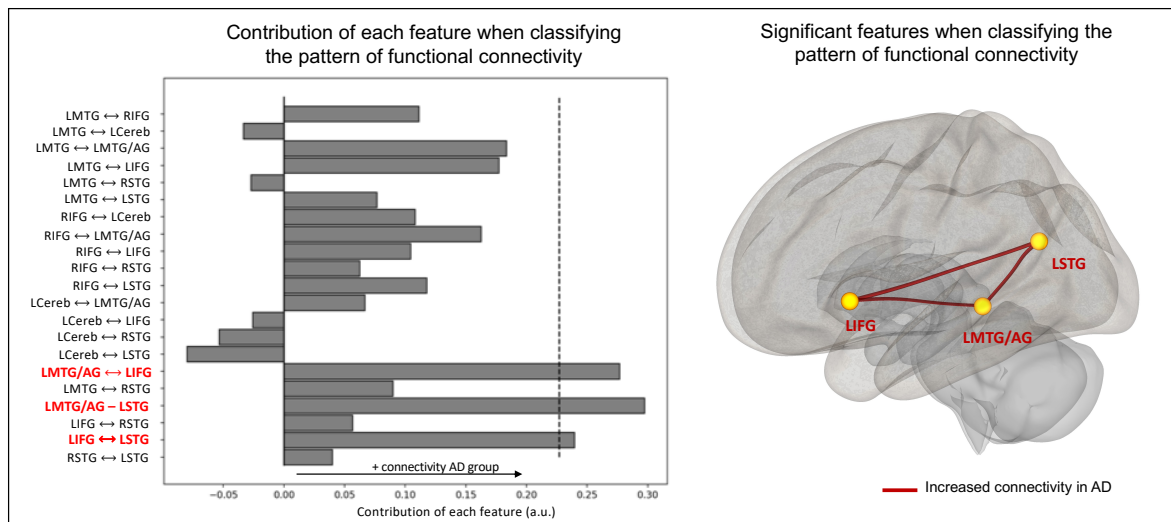 Contribution of each feature when classifying
the pattern of functional connectivity
LMTG ↔ RIFG
LMTG ↔ LCereb
LMTG ↔ LMTG/AG
LMTG ↔ LIFG
LMTG ↔ RSTG
LMTG ↔ LSTG
RIFG ↔ LCereb
RIFG ↔ LMTG/AG
RIFG ↔ LIFG
RIFG ↔ RSTG
RIFG ↔ LSTG
LCereb ↔ LMTG/AG
LCereb ↔ LIFG
LCereb ↔ RSTG
LCereb ↔ LSTG
LMTG/AG ↔ LIFG
LMTG ↔ RSTG
LMTG/AG – LSTG
LIFG ↔ RSTG
LIFG ↔ LSTG
RSTG ↔ LSTG
+ connectivity AD group
−0.05 0.00 0.05 0.10 0.15 0.20 0.25 0.30
Contribution of each feature (a.u.)
Significant features when classifying the
pattern of functional connectivity
LSTG
LIFG
LMTG/AG
Increased connectivity in AD